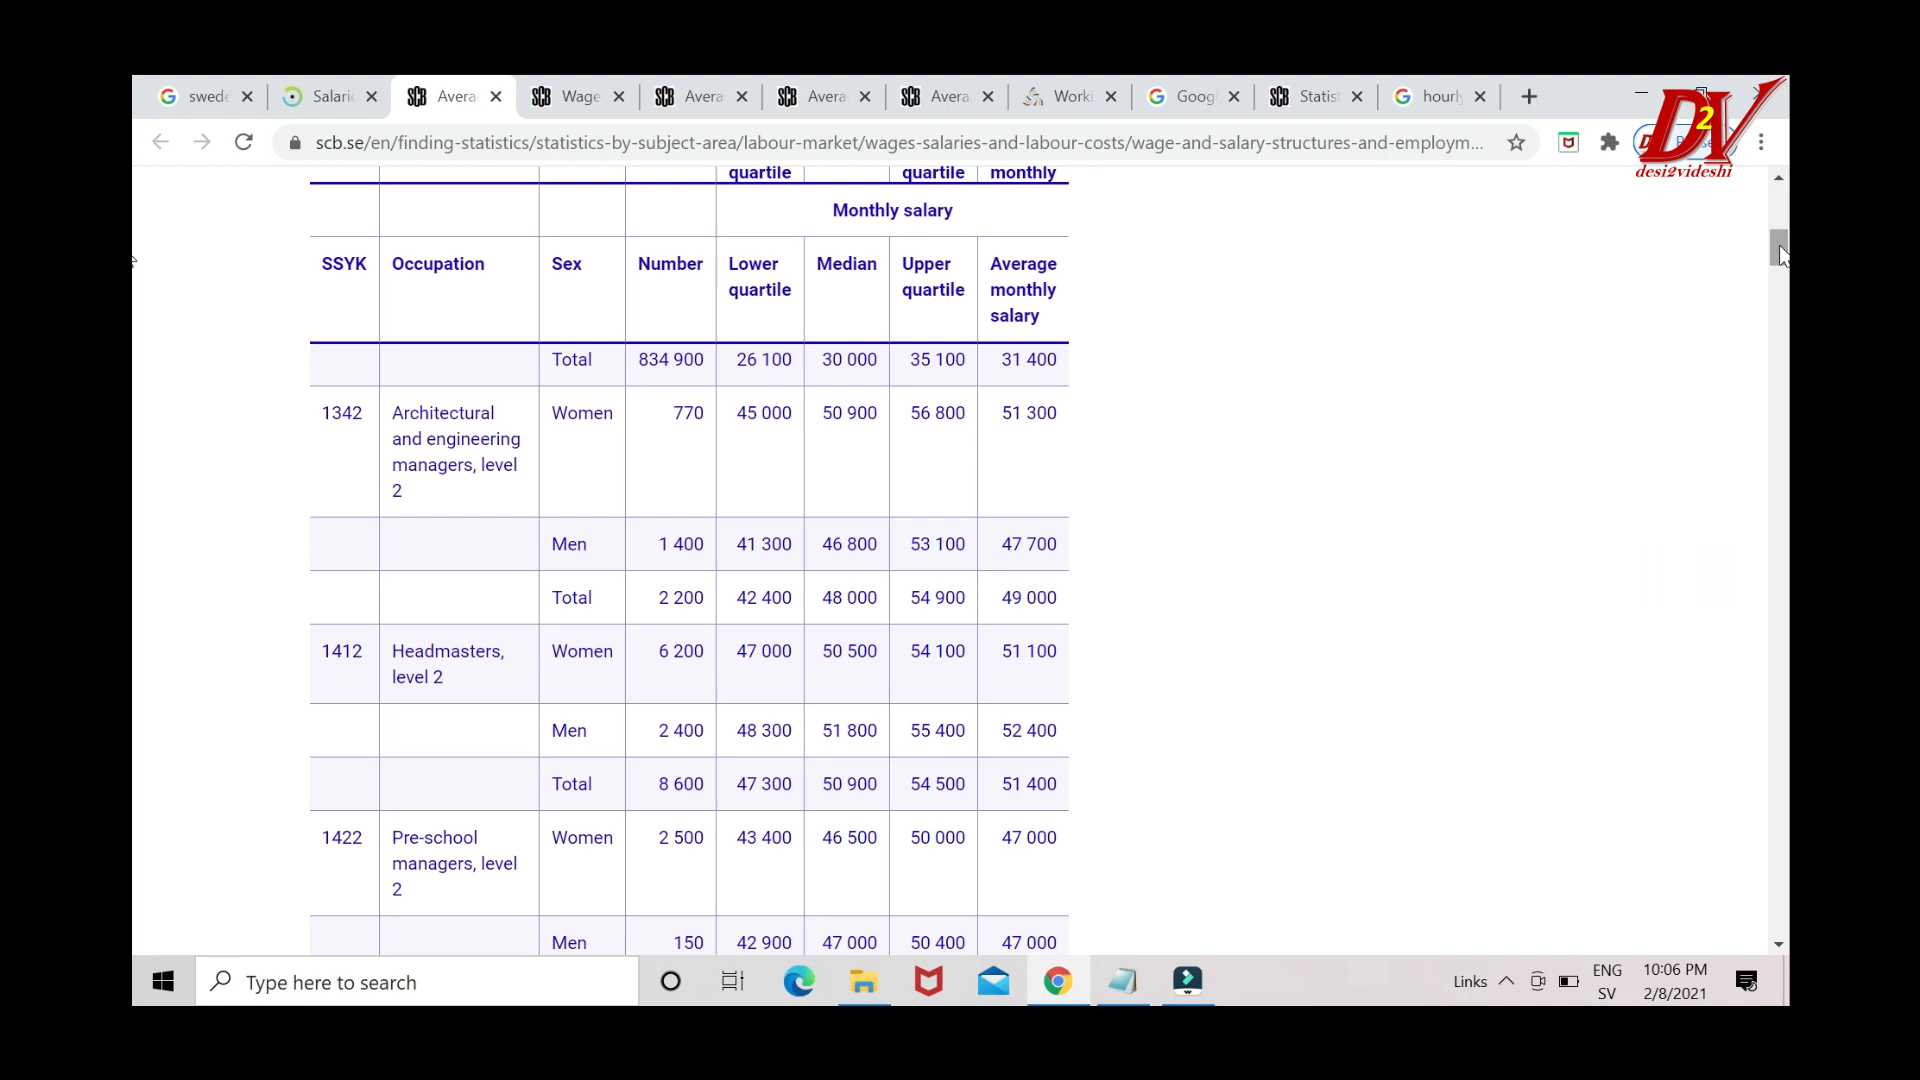 swede Salarie SCB Avera SCB Wage SCB Avera SCB Avera SCB Avera Worki Goog SCB Statist hourly
scb.se/en/finding-statistics/statistics-by-subject-area/labour-market/wages-salaries-and-labour-costs/wage-and-salary-structures-and-employm...
D2V
desi2videshi
quartile quartile monthly
Monthly salary
SSYK Occupation Sex Number Lower quartile Median Upper quartile Average monthly salary
Total 834 900 26 100 30 000 35 100 31 400
1342 Architectural Women 770 45 000 50 900 56 800 51 300
and engineering
managers, level
2
Men 1 400 41 300 46 800 53 100 47 700
Total 2 200 42 400 48 000 54 900 49 000
1412 Headmasters, Women 6 200 47 000 50 500 54 100 51 100
level 2
Men 2 400 48 300 51 800 55 400 52 400
Total 8 600 47 300 50 900 54 500 51 400
1422 Pre-school Women 2 500 43 400 46 500 50 000 47 000
managers, level
2
Men 150 42 900 47 000 50 400 47 000
Type here to search
Links ENG 10:06 PM
SV 2/8/2021